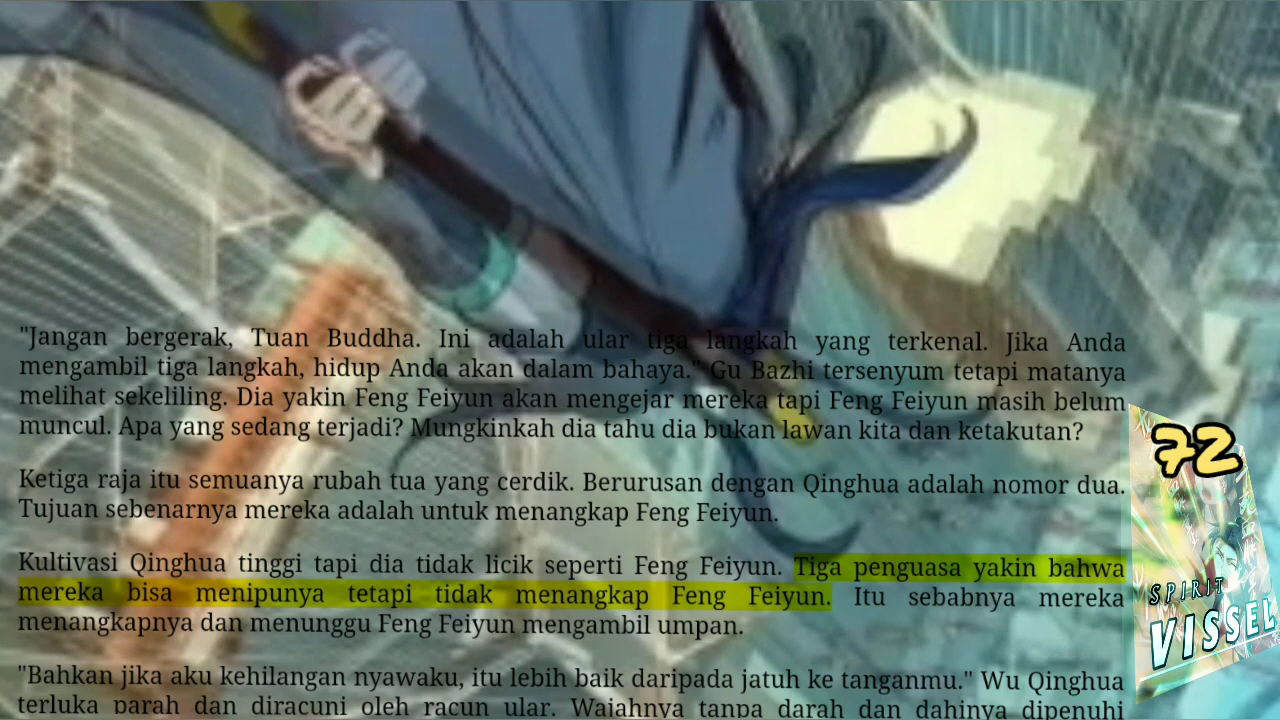 "Jangan bergerak, Tuan Buddha. Ini adalah ular tiga langkah yang terkenal. Jika Anda
mengambil tiga langkah, hidup Anda akan dalam bahaya." Gu Bazhi tersenyum tetapi matanya
melihat sekeliling. Dia yakin Feng Feiyun akan mengejar mereka tapi Feng Feiyun masih belum
muncul. Apa yang sedang terjadi? Mungkinkah dia tahu dia bukan lawan kita dan ketakutan?
Ketiga raja itu semuanya rubah tua yang cerdik. Berurusan dengan Qinghua adalah nomor dua.
Tujuan sebenarnya mereka adalah untuk menangkap Feng Feiyun.
Kultivasi Qinghua tinggi tapi dia tidak licik seperti Feng Feiyun. Tiga penguasa yakin bahwa
mereka bisa menipunya tetapi tidak menangkap Feng Feiyun. Itu sebabnya mereka
menangkapnya dan menunggu Feng Feiyun mengambil umpan.
"Bahkan jika aku kehilangan nyawaku, itu lebih baik daripada jatuh ke tanganmu." Wu Qinghua
terluka parah dan diracuni oleh racun ular. Wajahnya tanpa darah dan dahinya dipenuhi
72
SPIRIT
VISSEL